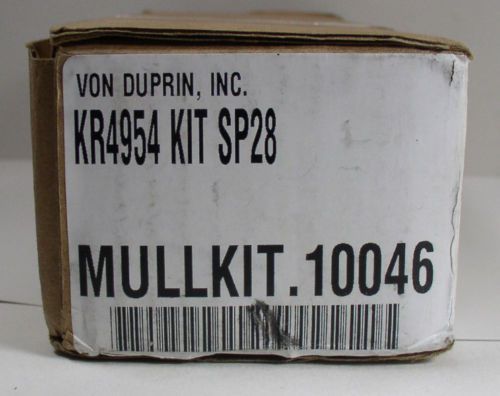 VON DUPRIN, INC.
KR4954 KIT SP28
MULLKIT.10046